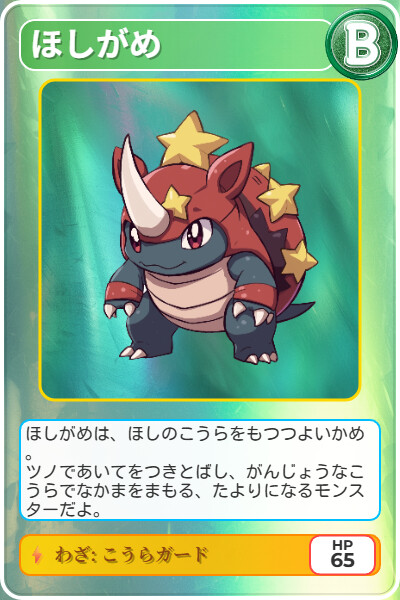 ほしがめ
B
ほしがめは、ほしのこうらをもつつよいかめ
。
ツノであいてをつきとばし、がんじょうなこ
うらでなかまをまもる、たよりになるモンス
ターだよ。
わざ: こうらガード
HP
65